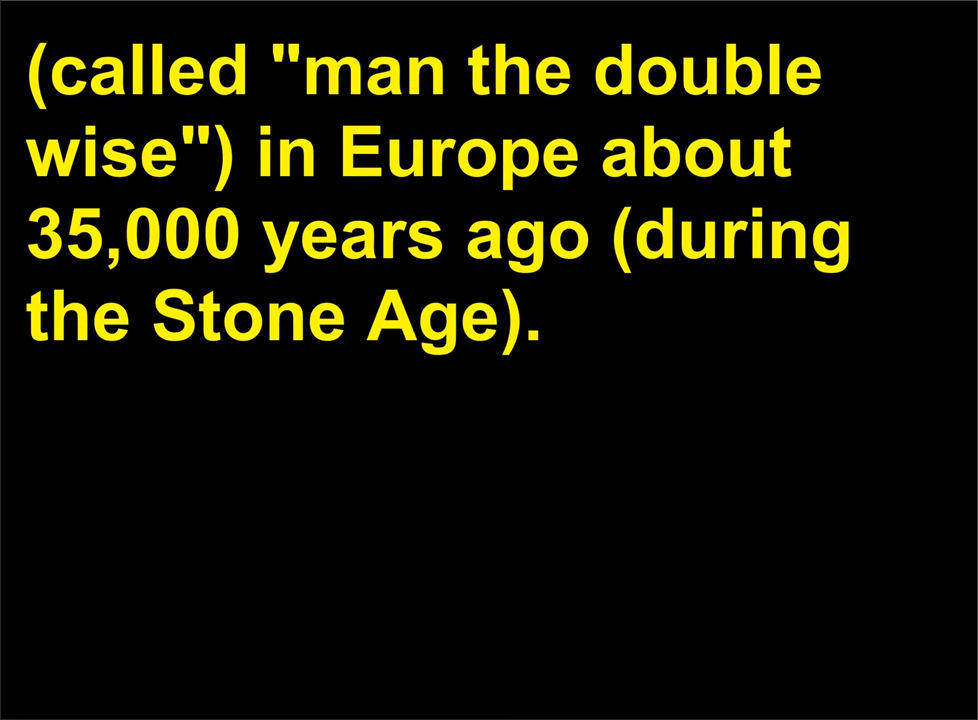 (called "man the double
wise") in Europe about
35,000 years ago (during
the Stone Age).